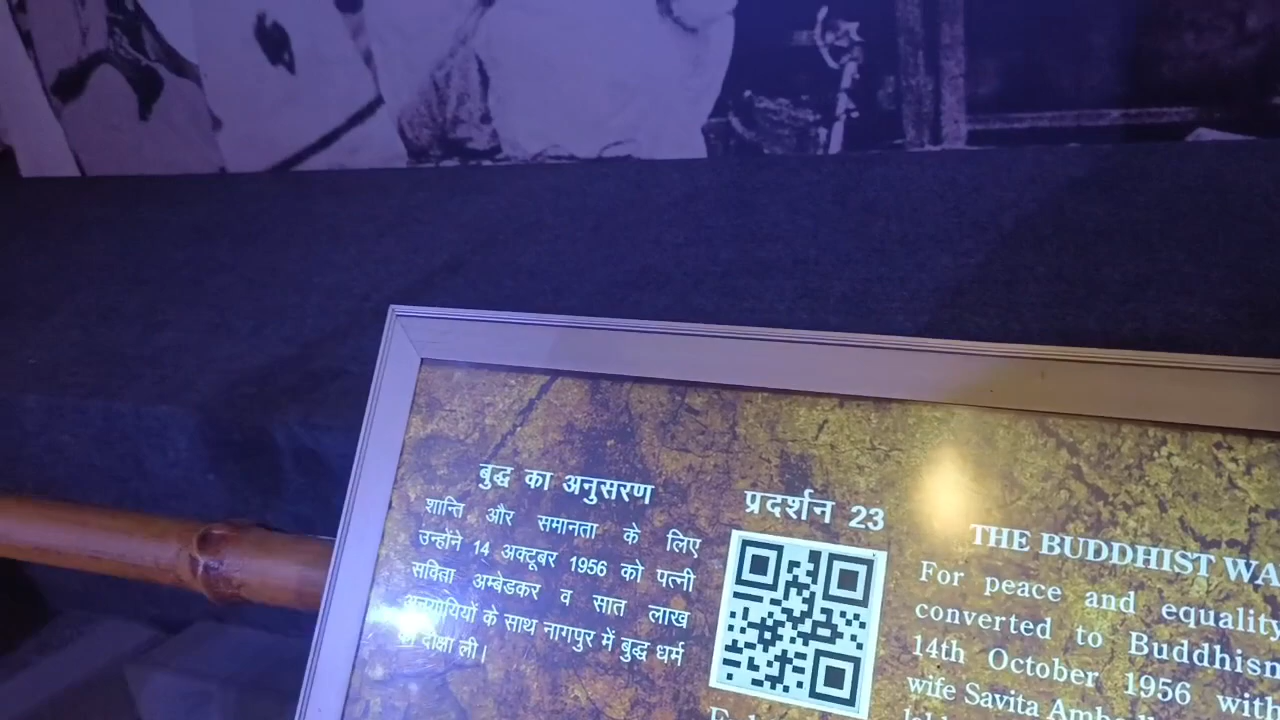 बुद्ध का अनुसरण
शान्ति और समानता के लिए
उन्होंने 14 अक्टूबर 1956 को पत्नी
सविता अम्बेडकर व सात लाख
अनुयायियों के साथ नागपुर में बुद्ध धर्म
की दीक्षा ली।
प्रदर्शन 23
THE BUDDHIST WA
For peace and equality
converted to Buddhism
14th October 1956 with
wife Savita